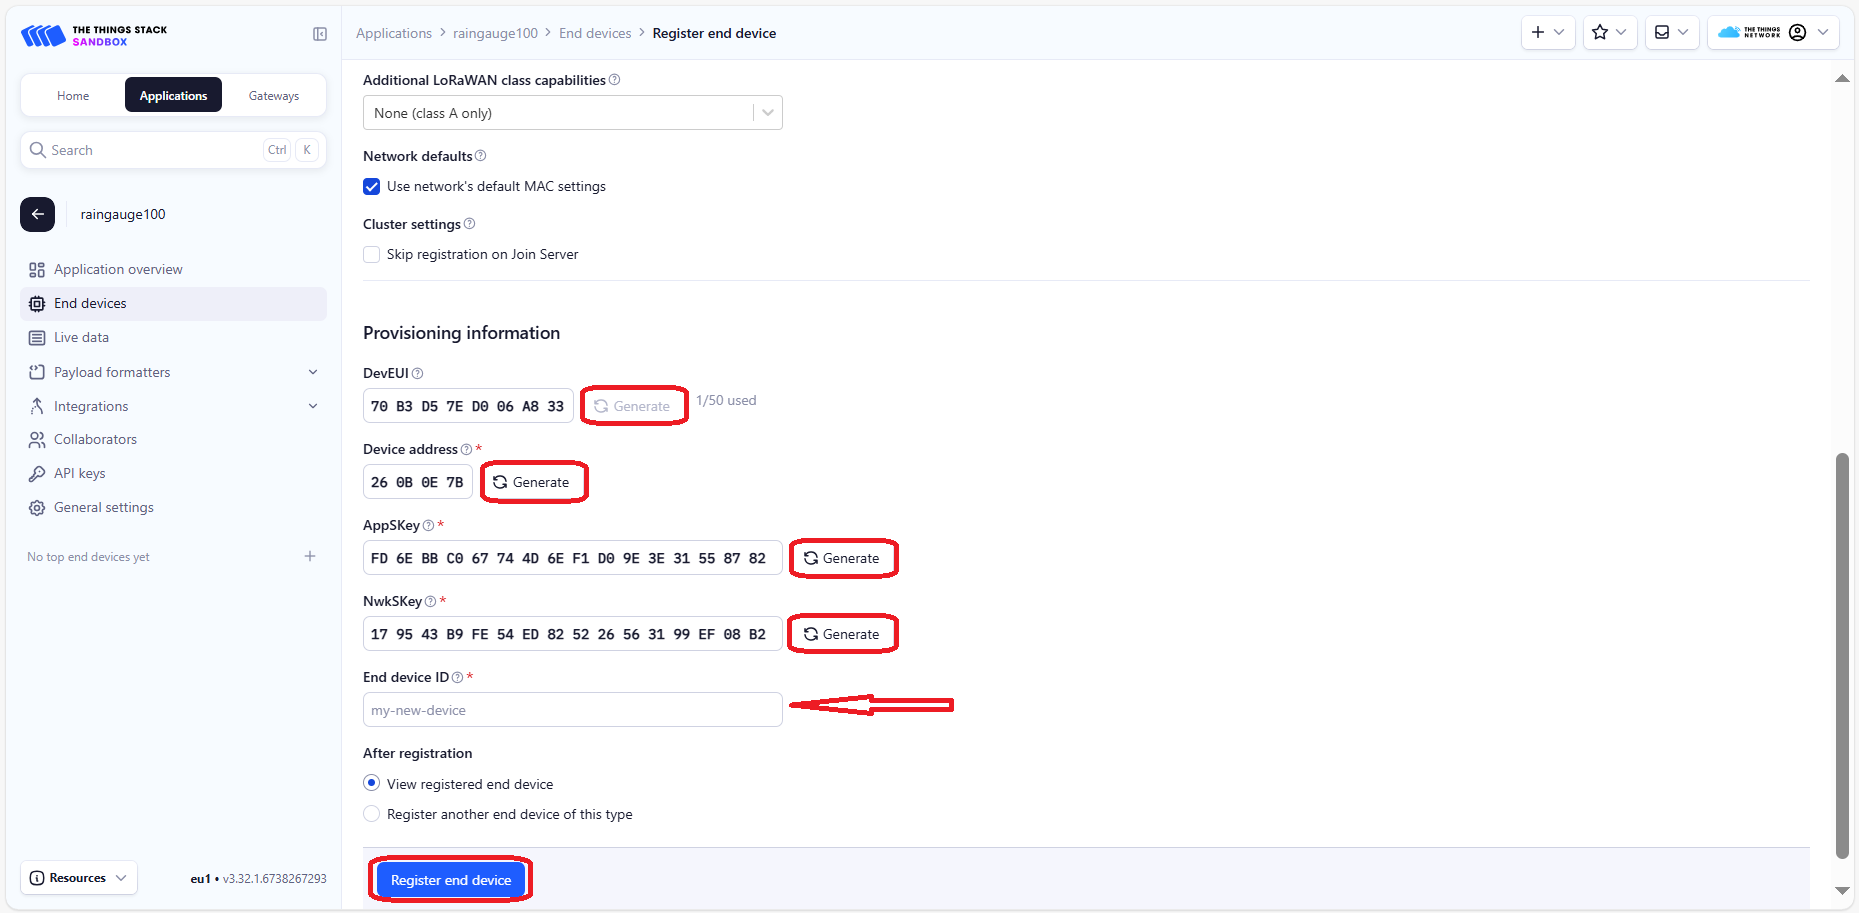 THE THINGS STACK
SANDBOX
Applications > raingauge100 > End devices > Register end device
THE THINGS
NETWORK
Home
Applications
Gateways
Search
Ctrl
K
raingauge100
Application overview
End devices
Live data
Payload formatters
Integrations
Collaborators
API keys
General settings
No top end devices yet
Resources
eu1 • v3.32.1.6738267293
Additional LoRaWAN class capabilities
None (class A only)
Network defaults
Use network's default MAC settings
Cluster settings
Skip registration on Join Server
Provisioning information
DevEUI
70 B3 D5 7E D0 06 A8 33
Generate
1/50 used
Device address *
26 0B 0E 7B
Generate
AppSKey *
FD 6E BB C0 67 74 4D 6E F1 D0 9E 3E 31 55 87 82
Generate
NwkSKey *
17 95 43 B9 FE 54 ED 82 52 26 56 31 99 EF 08 B2
Generate
End device ID *
my-new-device
After registration
View registered end device
Register another end device of this type
Register end device